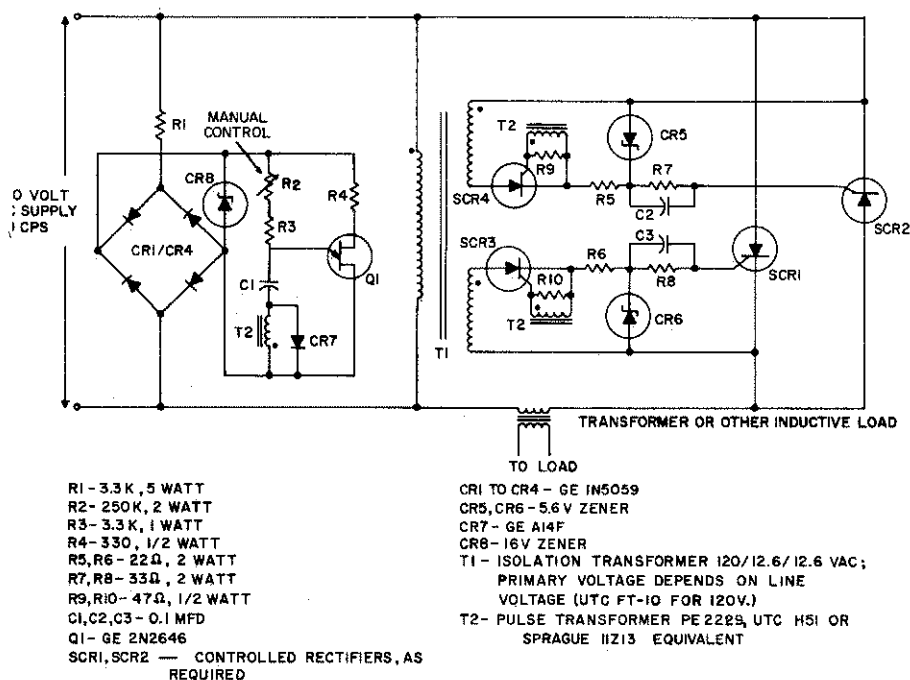 R1
MANUAL
CONTROL
CR8
R2
R4
R3
0 VOLT
SUPPLY
CPS
CR1/CR4
C1
Q1
T2
CR7
T1
T2
R9
SCR4
CR5
R7
R5
C2
SCR2
SCR3
C3
R6
R10
R8
SCR1
T2
CR6
TRANSFORMER OR OTHER INDUCTIVE LOAD
TO LOAD
R1-3.3K, 5 WATT
R2-250K, 2 WATT
R3-3.3K, 1 WATT
R4-330, 1/2 WATT
R5,R6-22Ω, 2 WATT
R7,R8-33Ω, 2 WATT
R9,R10-47Ω, 1/2 WATT
C1,C2,C3-0.1 MFD
Q1- GE 2N2646
SCR1,SCR2 — CONTROLLED RECTIFIERS, AS
REQUIRED
CR1 TO CR4- GE 1N5059
CR5,CR6-5.6V ZENER
CR7-GE A14F
CR8-16V ZENER
T1- ISOLATION TRANSFORMER 120/12.6/12.6 VAC;
PRIMARY VOLTAGE DEPENDS ON LINE
VOLTAGE (UTC FT-10 FOR 120V.)
T2- PULSE TRANSFORMER PE2229, UTC H51 OR
SPRAGUE 11Z13 EQUIVALENT